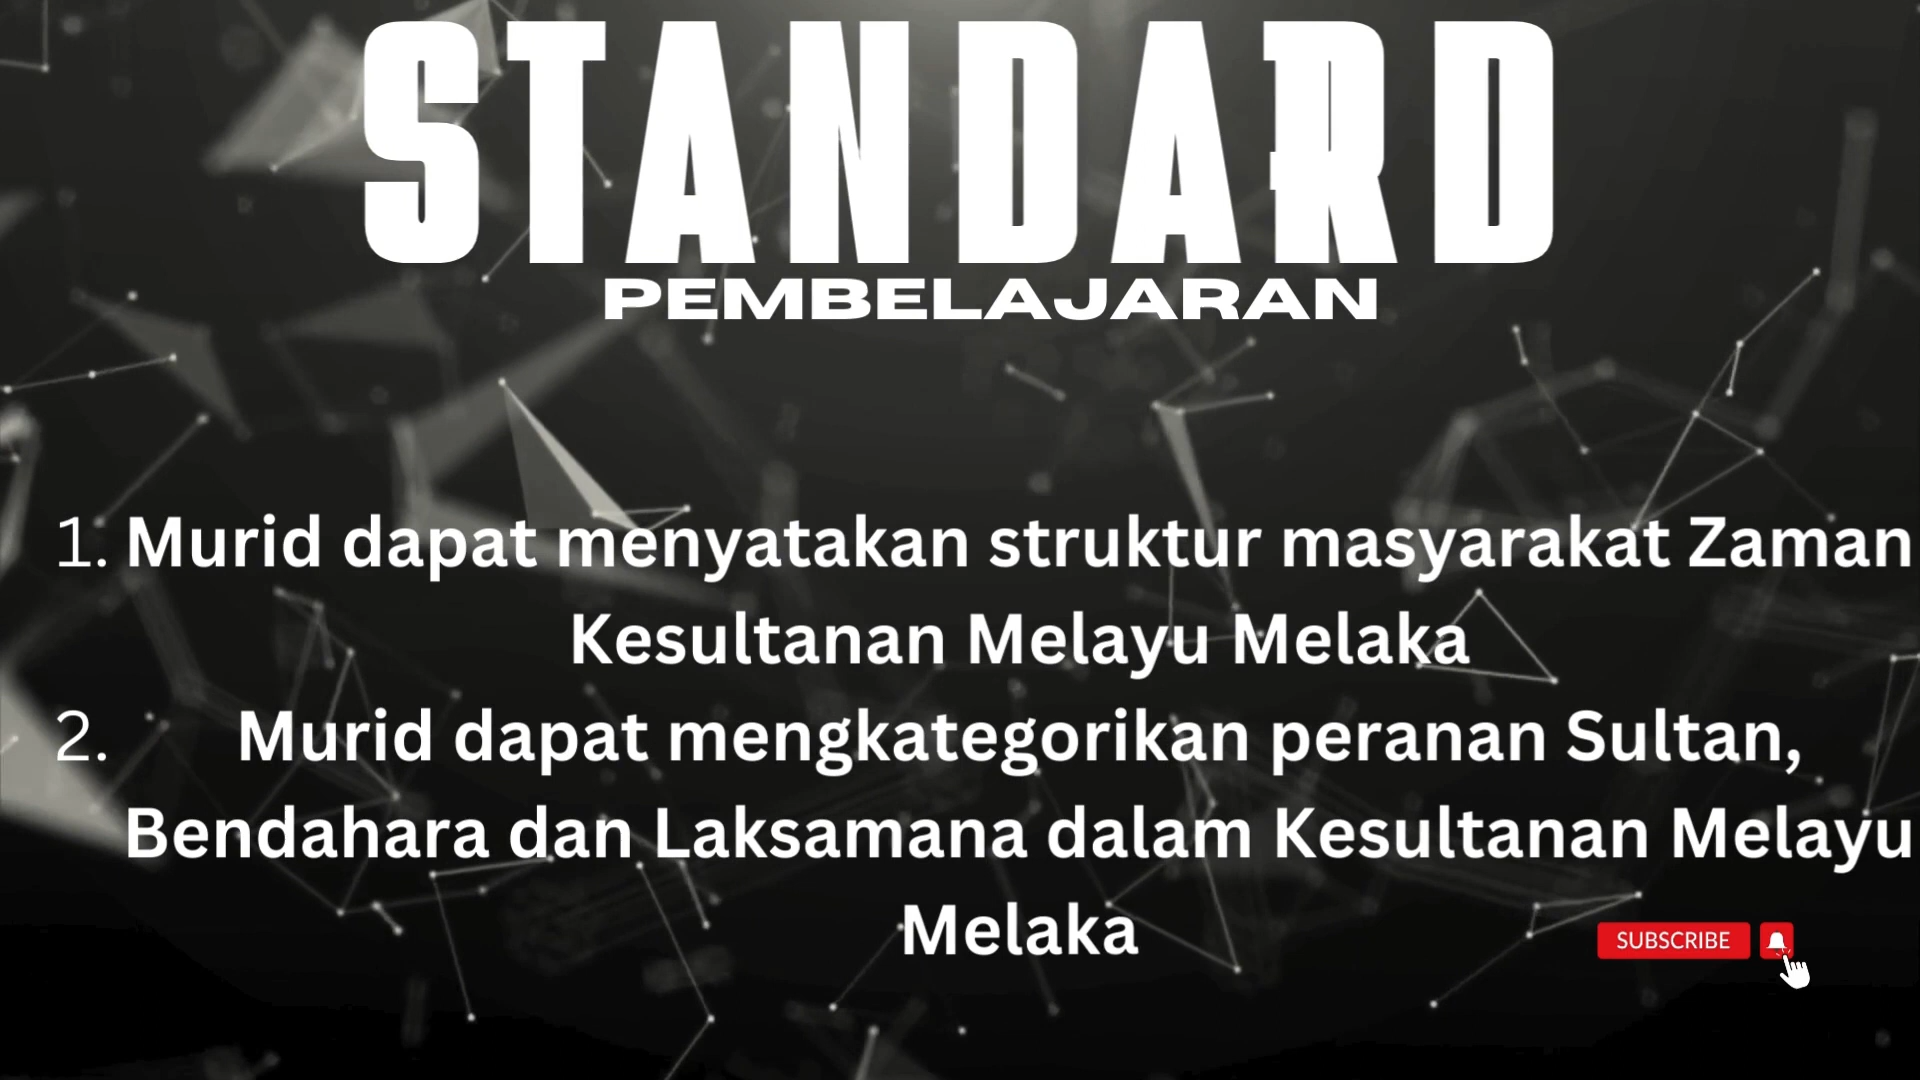 STANDARD
PEMBELAJARAN
1. Murid dapat menyatakan struktur masyarakat Zaman
Kesultanan Melayu Melaka
2. Murid dapat mengkategorikan peranan Sultan,
Bendahara dan Laksamana dalam Kesultanan Melayu
Melaka
SUBSCRIBE